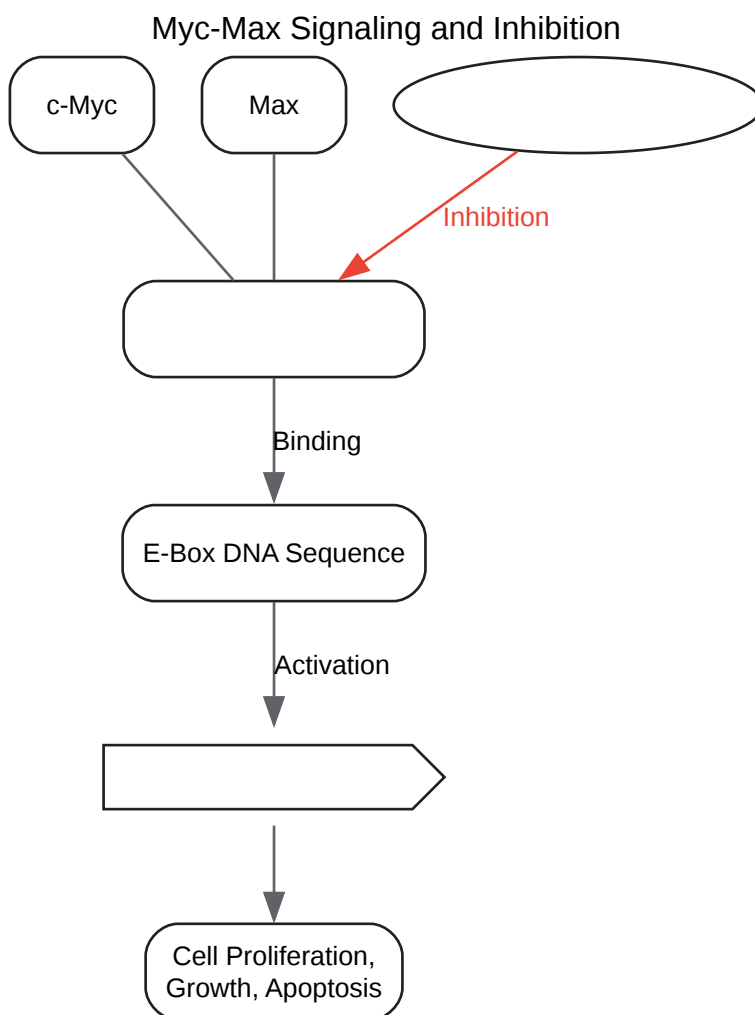 Myc-Max Signaling and Inhibition
c-Myc
Max
Inhibition
Binding
E-Box DNA Sequence
Activation
Cell Proliferation,
Growth, Apoptosis